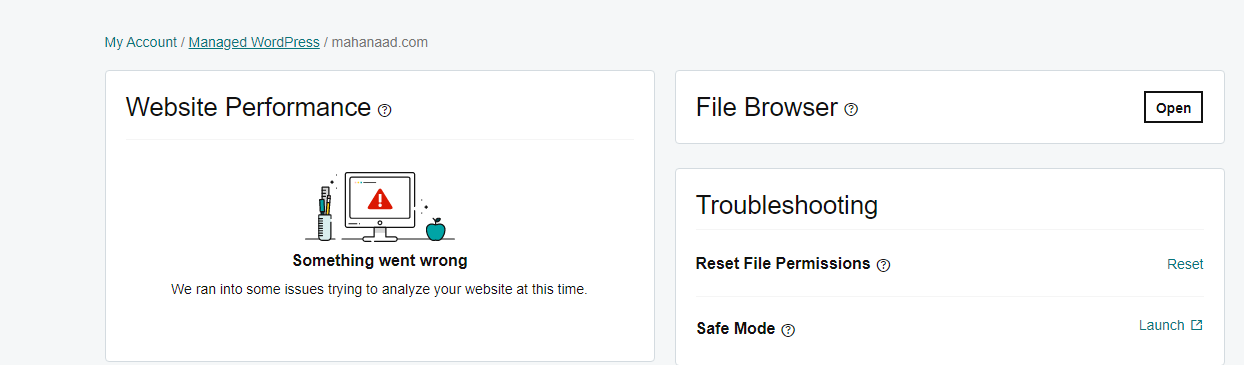 My Account / Managed WordPress / mahanaad.com
Website Performance
Something went wrong
We ran into some issues trying to analyze your website at this time.
File Browser
Open
Troubleshooting
Reset File Permissions
Reset
Safe Mode
Launch